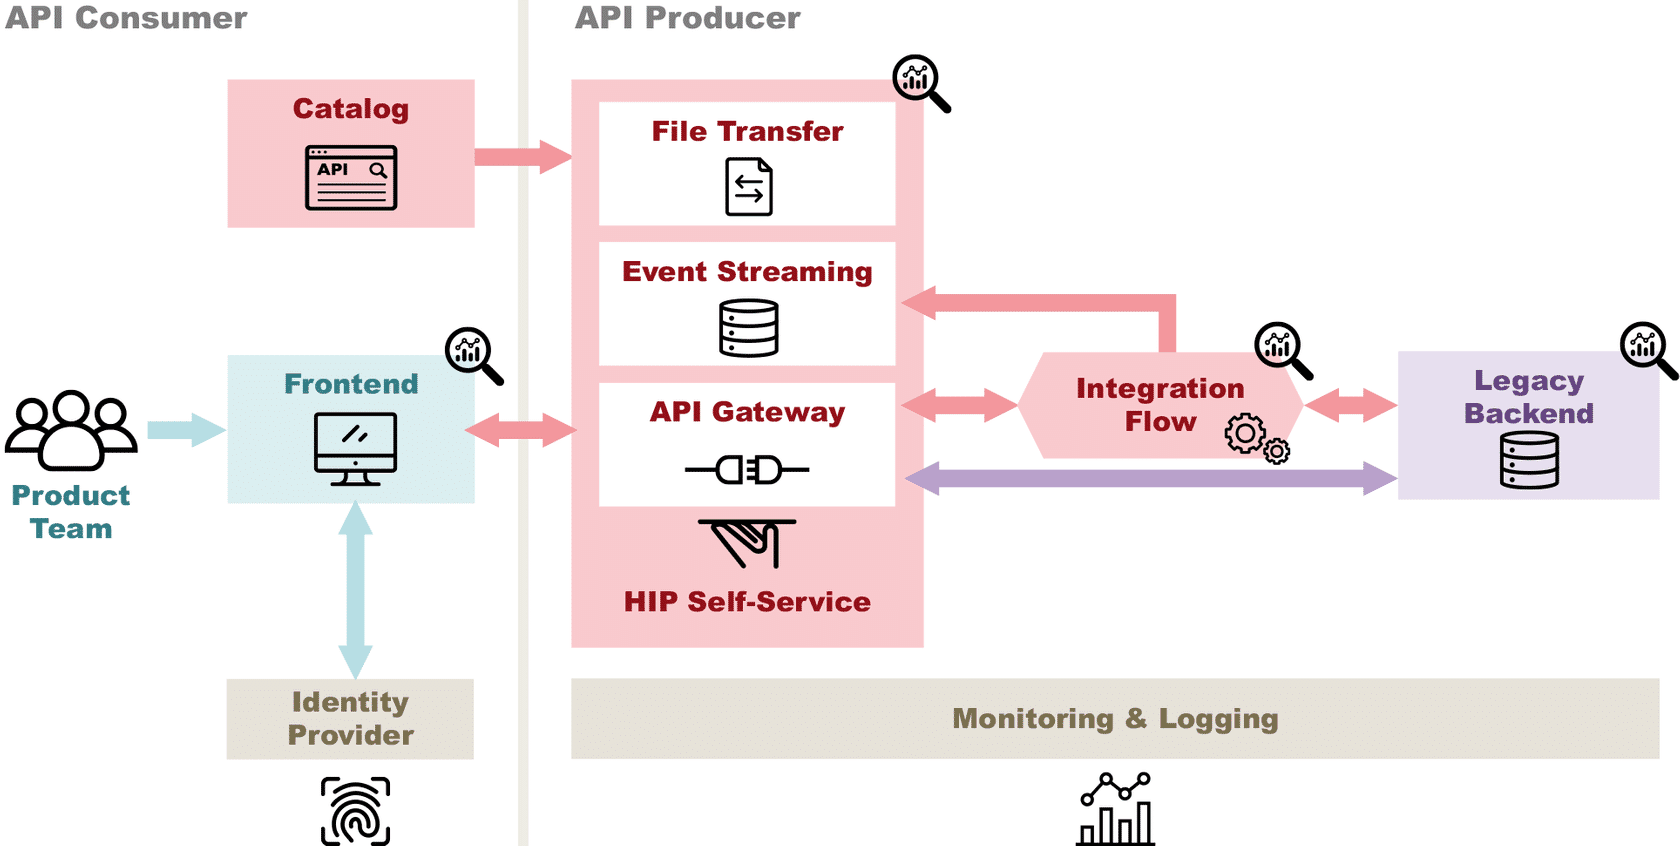 API Consumer
API Producer
Catalog
API
File Transfer
Event Streaming
Frontend
API Gateway
Integration
Flow
Legacy
Backend
Product
Team
HIP Self-Service
Identity
Provider
Monitoring & Logging